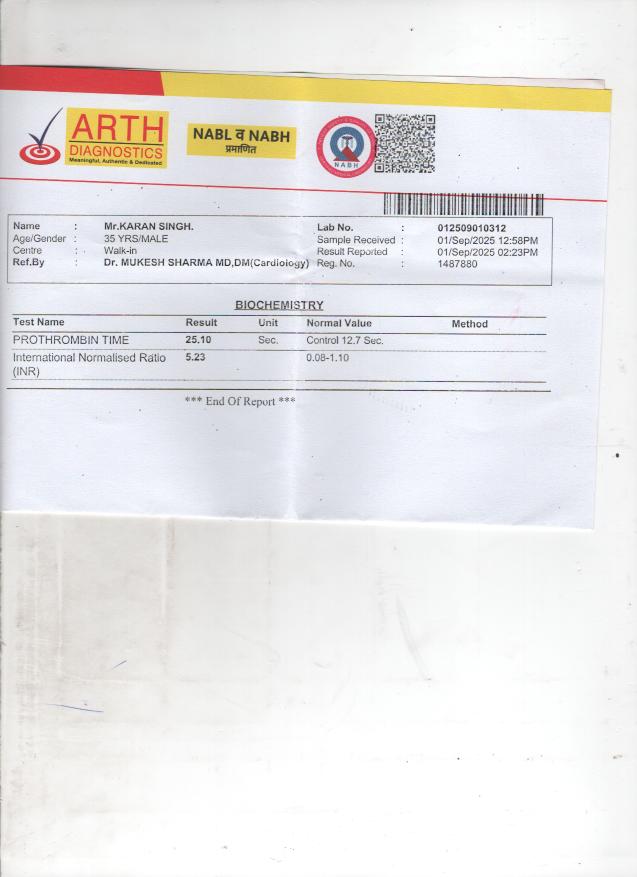 ARTH
DIAGNOSTICS
Meaningful, Authentic & Dedicated
NABL व NABH
प्रमाणित
NABH
Name : Mr.KARAN SINGH. Lab No. : 012509010312
Age/Gender : 35 YRS/MALE Sample Received : 01/Sep/2025 12:58PM
Centre : Walk-in Result Reported : 01/Sep/2025 02:23PM
Ref.By : Dr. MUKESH SHARMA MD,DM(Cardiology) Reg. No. : 1487880
BIOCHEMISTRY
Test Name Result Unit Normal Value Method
PROTHROMBIN TIME 25.10 Sec. Control 12.7 Sec.
International Normalised Ratio 5.23 0.08-1.10
(INR)
*** End Of Report ***